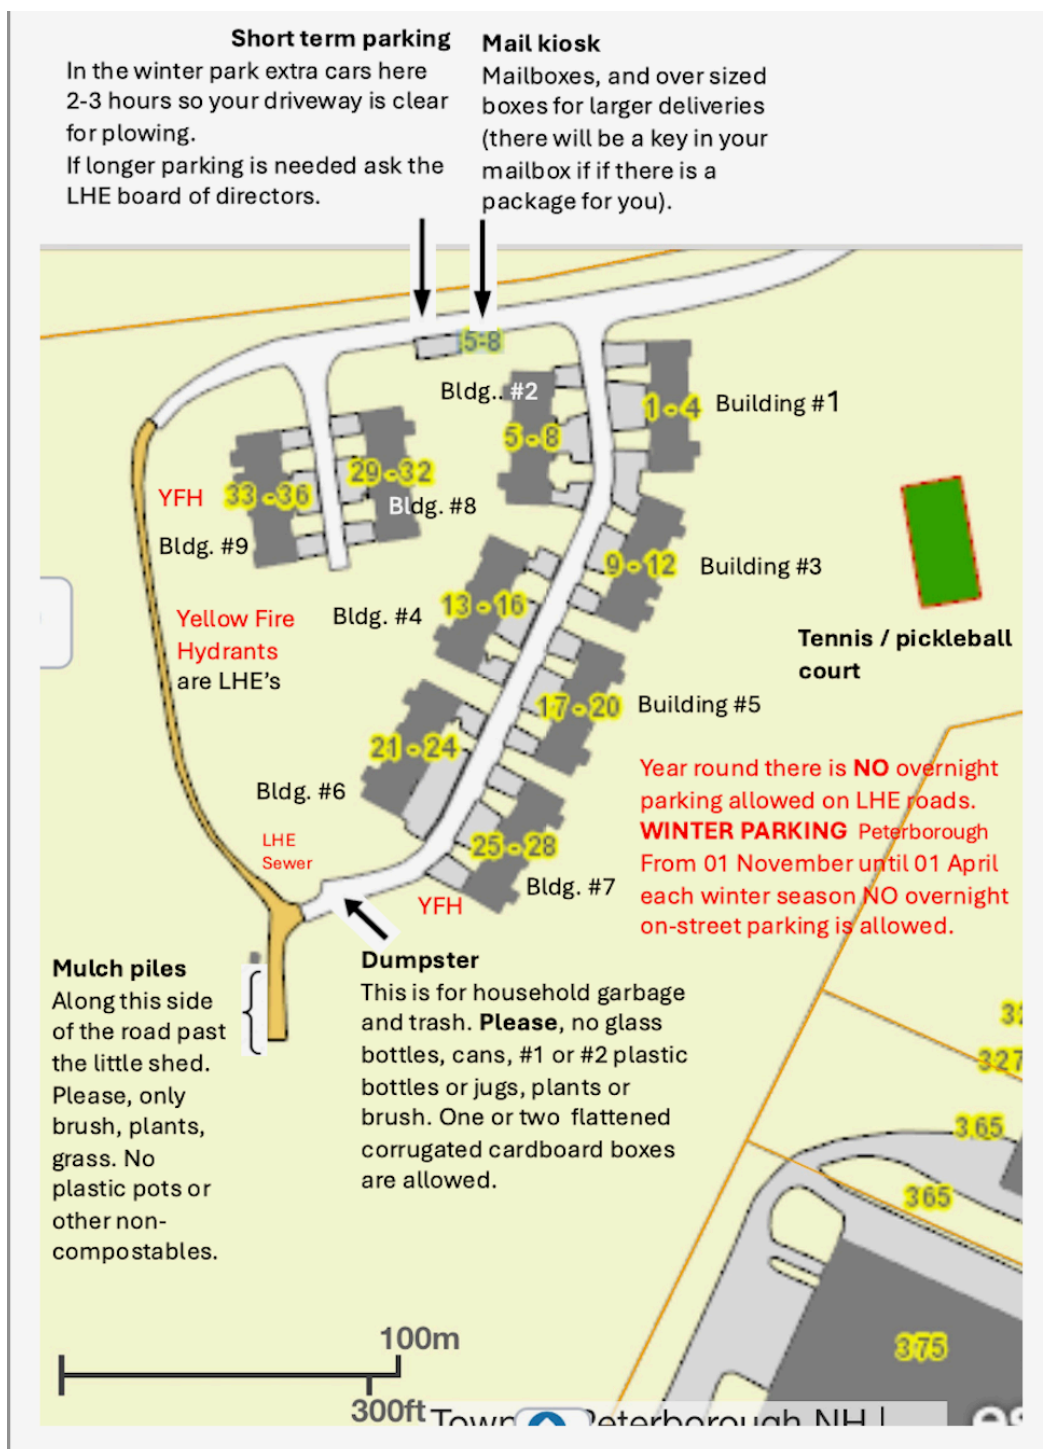 Short term parking
In the winter park extra cars here
2-3 hours so your driveway is clear
for plowing.
If longer parking is needed ask the
LHE board of directors.
Mail kiosk
Mailboxes, and over sized
boxes for larger deliveries
(there will be a key in your
mailbox if if there is a
package for you).
5-8
Bldg.. #2
1 - 4
Building #1
5 - 8
29 - 32
33 - 36
YFH
Bldg. #8
Bldg. #9
9 - 12
Building #3
13 - 16
Bldg. #4
Yellow Fire
Hydrants
are LHE's
Tennis / pickleball
court
17 - 20
Building #5
21 - 24
Bldg. #6
Year round there is NO overnight
parking allowed on LHE roads.
WINTER PARKING Peterborough
From 01 November until 01 April
each winter season NO overnight
on-street parking is allowed.
LHE
Sewer
25 - 28
Bldg. #7
YFH
Mulch piles
Along this side
of the road past
the little shed.
Please, only
brush, plants,
grass. No
plastic pots or
other non-
compostables.
Dumpster
This is for household garbage
and trash. Please, no glass
bottles, cans, #1 or #2 plastic
bottles or jugs, plants or
brush. One or two flattened
corrugated cardboard boxes
are allowed.
327
365
365
375
100m
300ft
Town Peterborough NH |